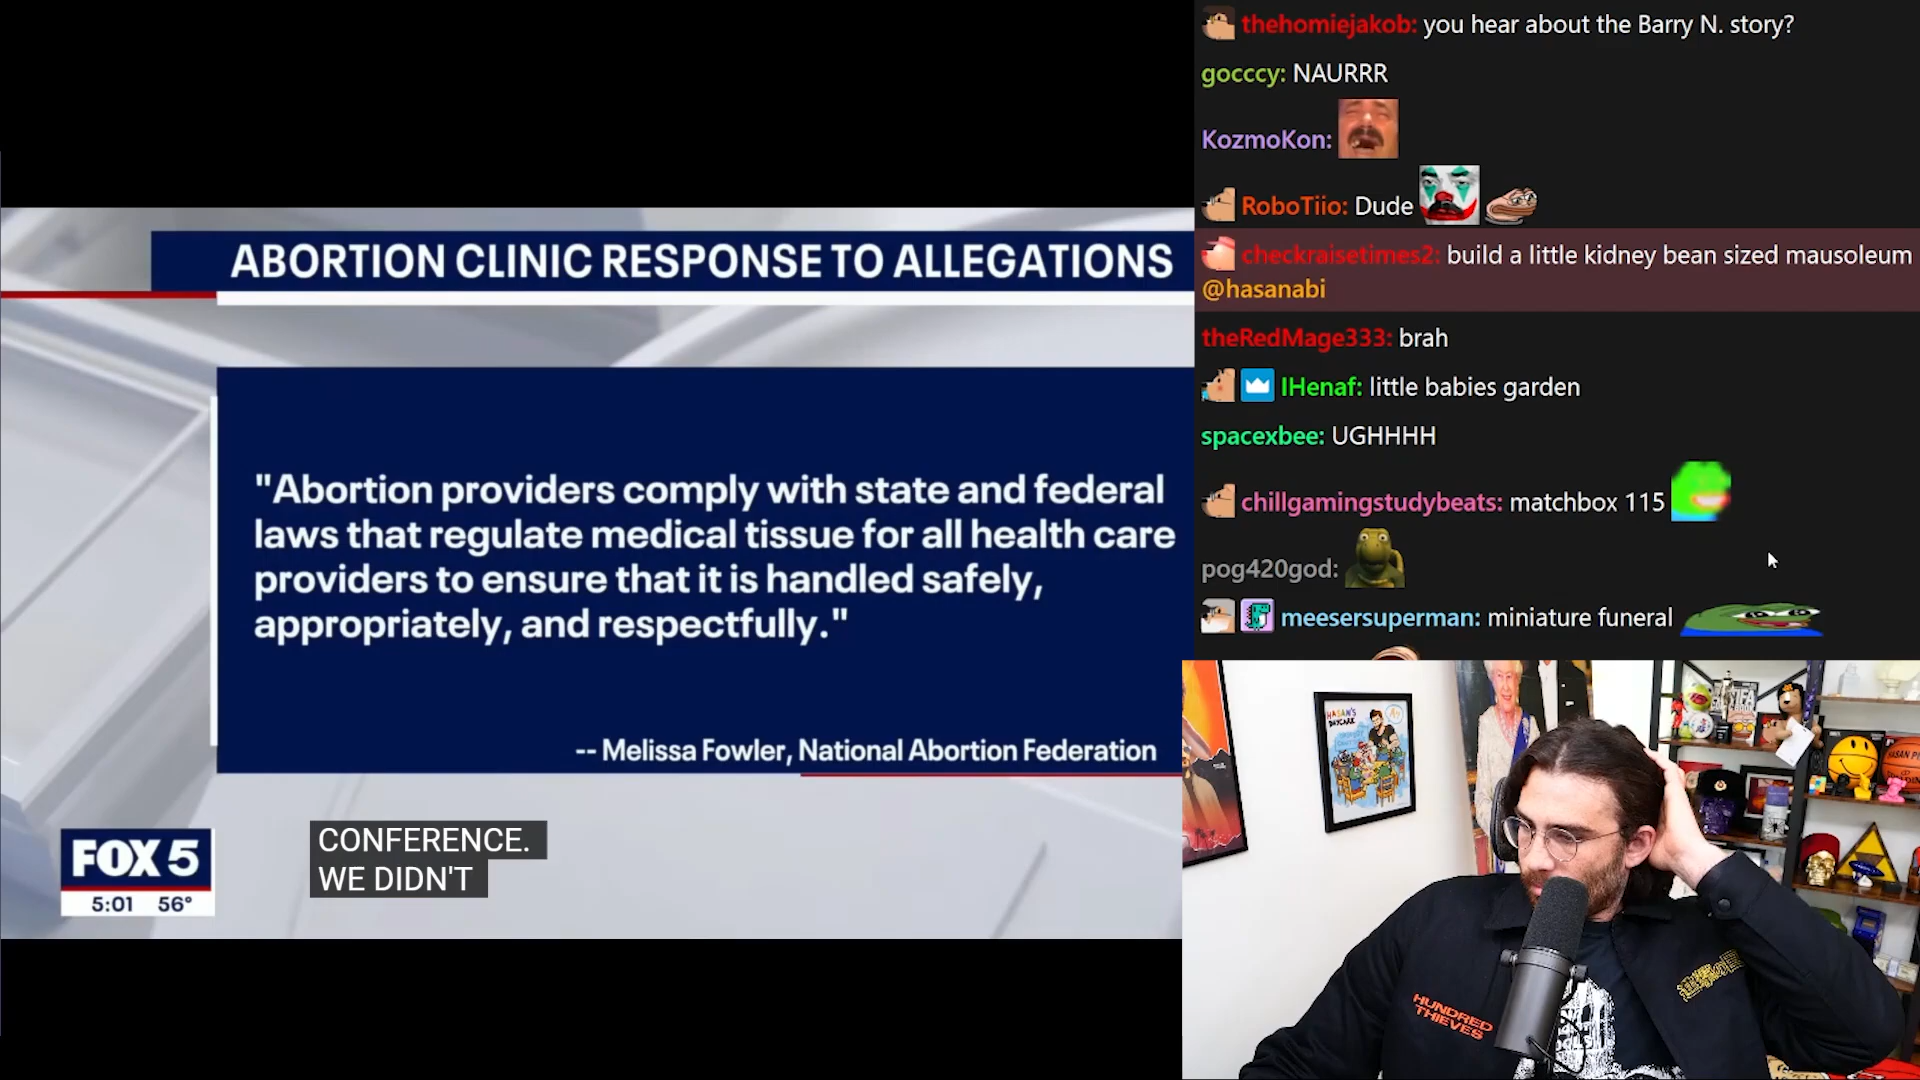 ABORTION CLINIC RESPONSE TO ALLEGATIONS
"Abortion providers comply with state and federal
laws that regulate medical tissue for all health care
providers to ensure that it is handled safely,
appropriately, and respectfully."
-- Melissa Fowler, National Abortion Federation
FOX 5
5:01 56°
CONFERENCE.
WE DIDN'T
thehomiejakob: you hear about the Barry N. story?
gocccy: NAURRR
KozmoKon:
RoboTiio: Dude
checkraisetimes2: build a little kidney bean sized mausoleum
@hasanabi
theRedMage333: brah
IHenaf: little babies garden
spacexbee: UGHHHH
chillgamingstudybeats: matchbox 115
pog420god:
meesersuperman: miniature funeral
HASAN'S
DAYCARE
HUNDRED
THIEVES